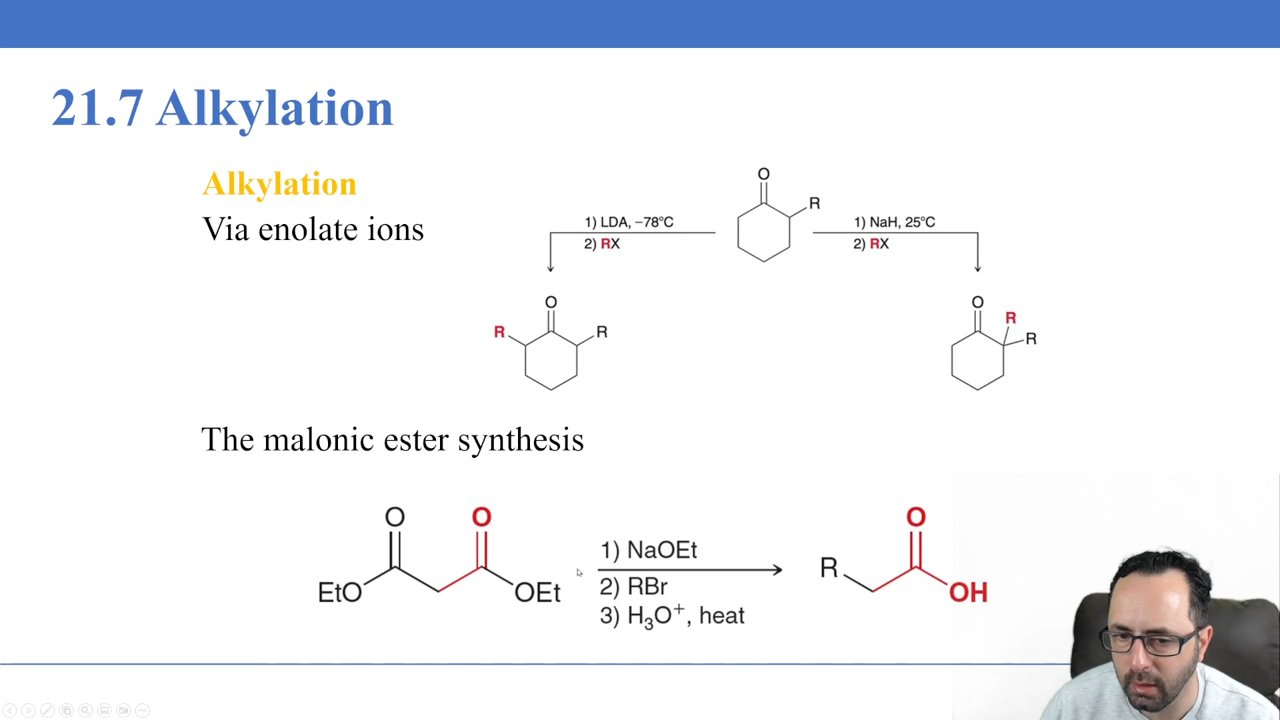 21.7 Alkylation
Alkylation
Via enolate ions
O
R
1) LDA, −78°C
2) RX
1) NaH, 25°C
2) RX
O
R
R
O
R
R
The malonic ester synthesis
O
O
EtO
OEt
1) NaOEt
2) RBr
3) H₃O⁺, heat
O
R
OH